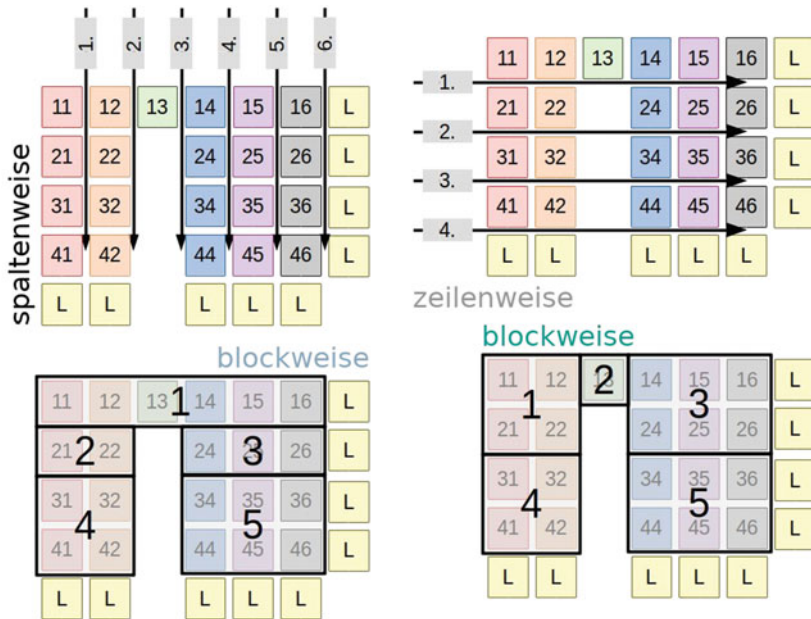 1. 2. 3. 4. 5. 6.
11 12 13 14 15 16 L
21 22 24 25 26 L
31 32 34 35 36 L
41 42 44 45 46 L
L L L L L
spaltenweise
11 12 13 14 15 16 L
1.
21 22 24 25 26 L
2.
31 32 34 35 36 L
3.
41 42 44 45 46 L
4.
L L L L L
zeilenweise
blockweise
11 12 13 1 14 15 16 L
21 2 22 24 3 26 L
31 32 34 35 36 L
4 5
41 42 44 45 46 L
L L L L L
blockweise
11 12 2 14 15 16 L
1 3
21 22 24 25 26 L
31 32 34 35 36 L
4 5
41 42 44 45 46 L
L L L L L